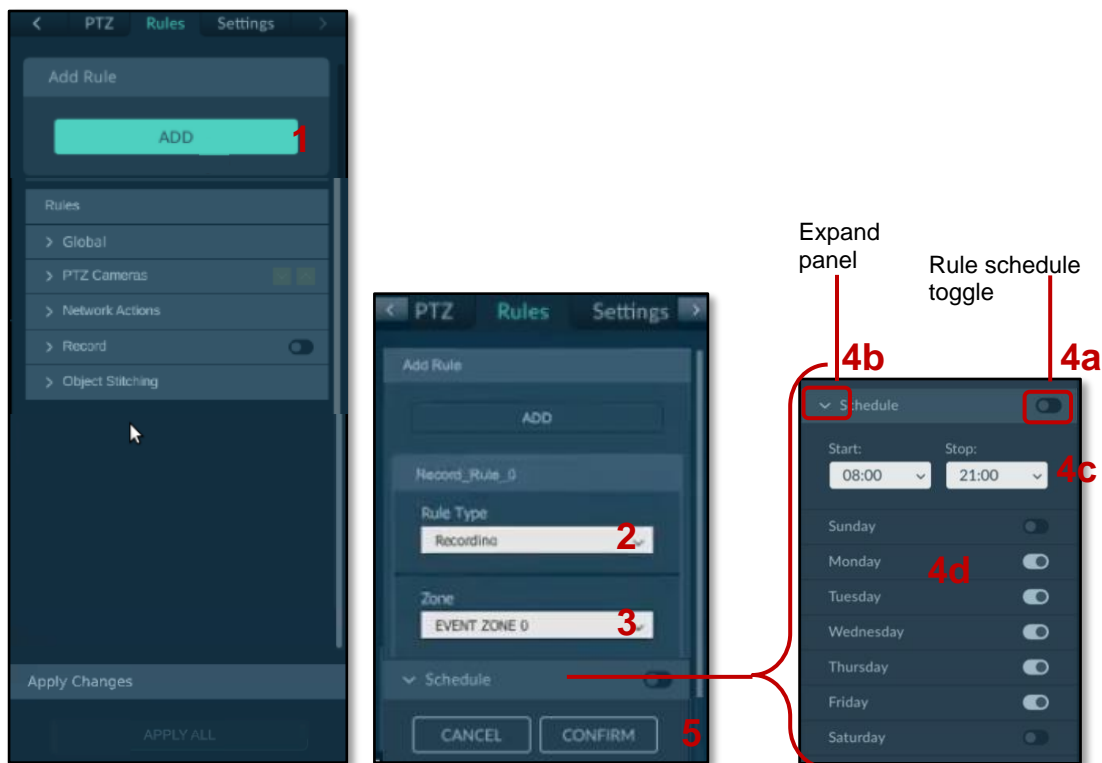 PTZ Rules Settings
Add Rule
ADD
1
Rules
Global
PTZ Cameras
Network Actions
Record
Object Stitching
Apply Changes
APPLY ALL
PTZ Rules Settings
Add Rule
ADD
Record_Rule_0
Rule Type
Recording
2
Zone
EVENT ZONE 0
3
Schedule
CANCEL CONFIRM
5
Expand
panel
Rule schedule
toggle
4b
4a
Schedule
Start: Stop:
08:00 21:00
4c
Sunday
Monday
4d
Tuesday
Wednesday
Thursday
Friday
Saturday